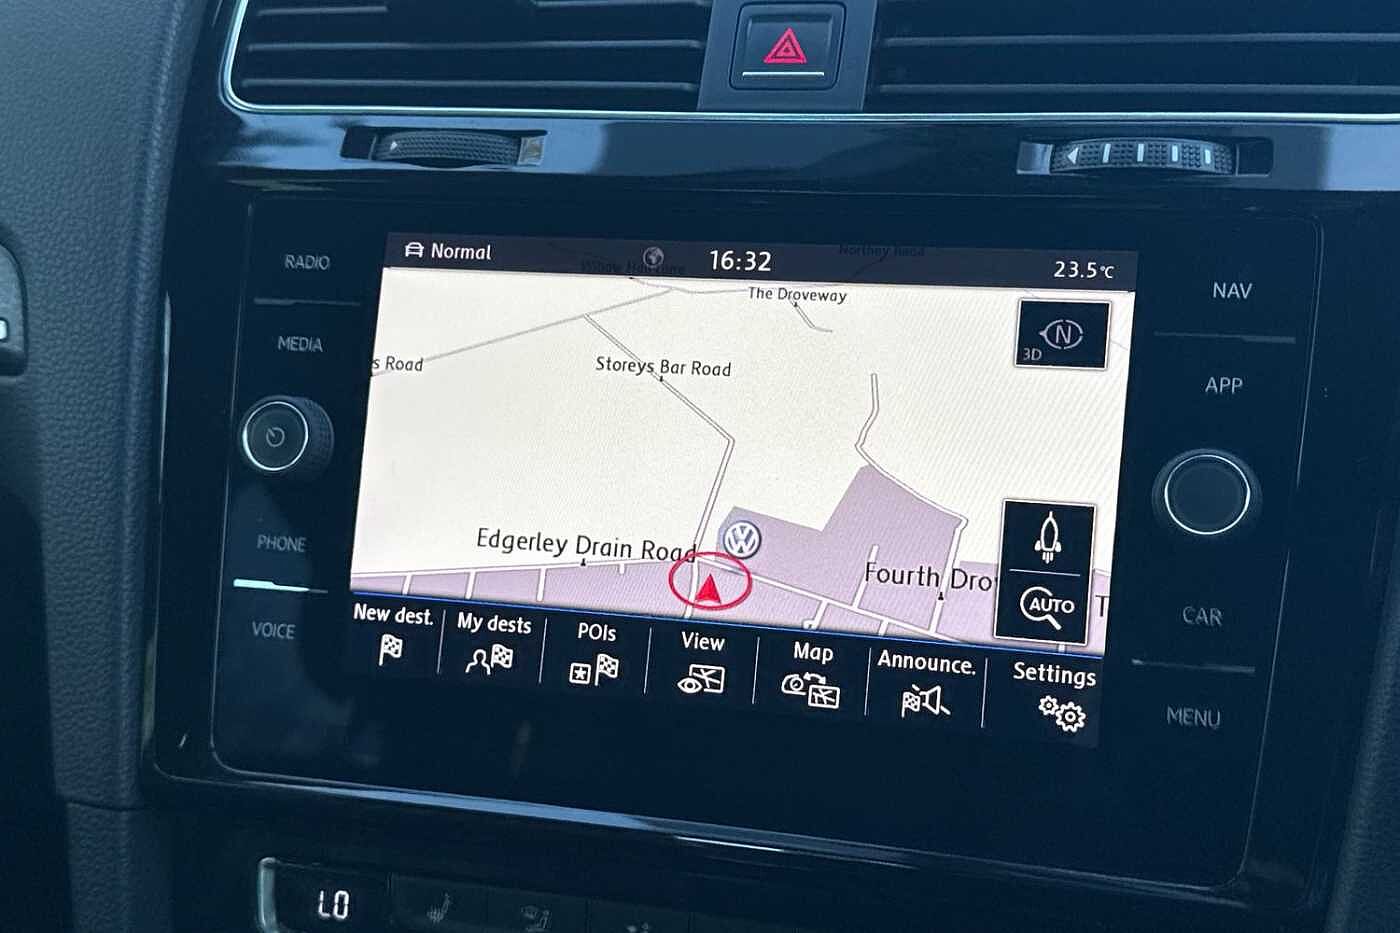 Normal
16:32
23.5°C
RADIO
MEDIA
PHONE
VOICE
NAV
APP
CAR
MENU
The Droveway
s Road
Storeys Bar Road
N
3D
Edgerley Drain Road
Fourth Dro
AUTO
T
New dest.
My dests
POIs
View
Map
Announce.
Settings
LO